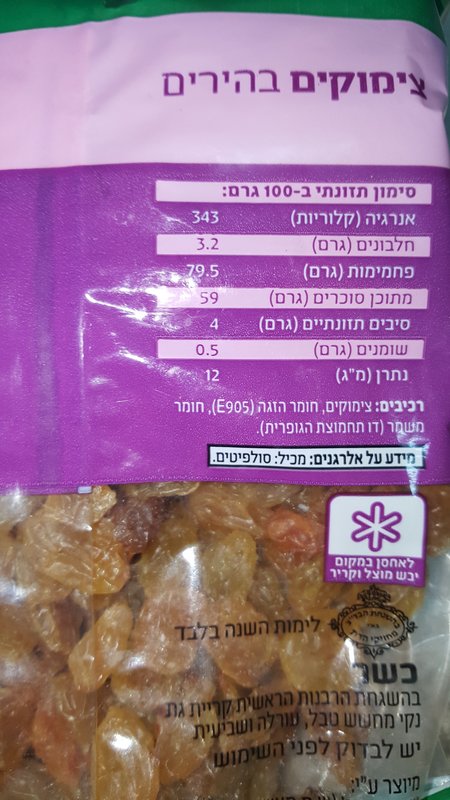 צימוקים בהירים
סימון תזונתי ב-100 גרם:
אנרגיה (קלוריות) 343
חלבונים (גרם) 3.2
פחמימות (גרם) 79.5
מתוכן סוכרים (גרם) 59
סיבים תזונתיים (גרם) 4
שומנים (גרם) 0.5
נתרן (מ"ג) 12
רכיבים: צימוקים, חומר הזגה (E905), חומר
משמר (דו תחמוצת הגופרית).
מידע על אלרגנים: מכיל: סולפיטים.
לאחסן במקום
יבש מוצל וקריר
לימות השנה בלבד
כשר
בהשגחת הרבנות הראשית קריית גת
נקי מחשש טבל, עורלה ושביעית
יש לבדוק לפני השימוש
מיוצר ע"י: